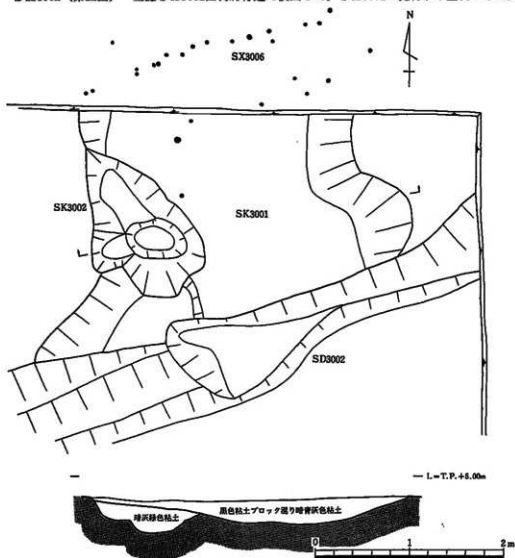 N
SX3006
SK3002
SK3001
SD3002
L=T.P.+5.00m
暗灰緑色粘土
黒色粘土ブロック混り暗青灰色粘土
0 1 2m